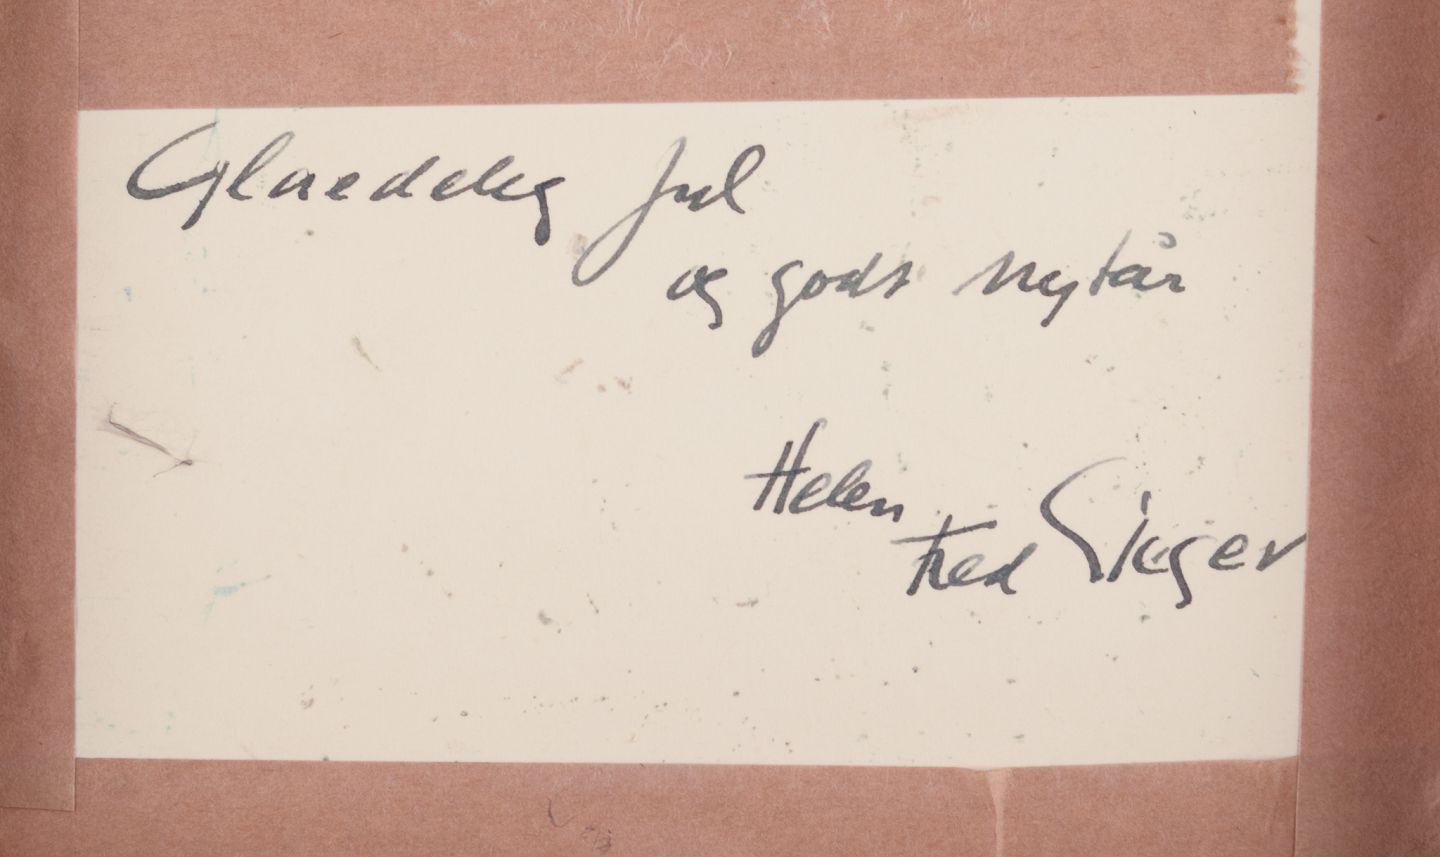 Glaedelig Jul
og godt nytår
Helen
Fred Sieger